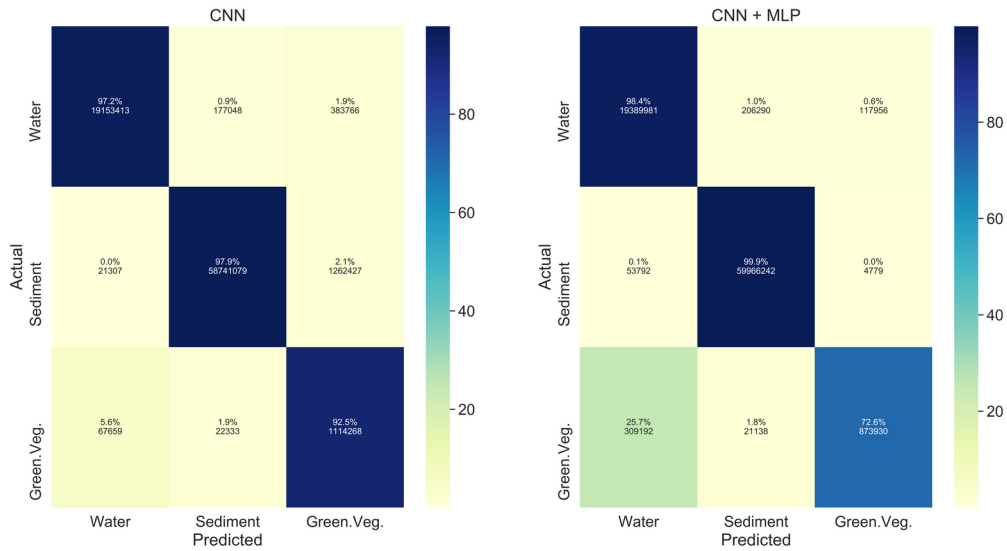 CNN
97.2%
19153413
0.9%
177048
1.9%
383766
0.0%
21307
97.9%
58741079
2.1%
1262427
5.6%
67659
1.9%
22333
92.5%
1114268
Water
Sediment
Green.Veg.
Actual
Water
Sediment
Green.Veg.
Predicted
80
60
40
20
CNN + MLP
98.4%
19389981
1.0%
206290
0.6%
117956
0.1%
53792
99.9%
59966242
0.0%
4779
25.7%
309192
1.8%
21138
72.6%
873930
Water
Sediment
Green.Veg.
Actual
Water
Sediment
Green.Veg.
Predicted
80
60
40
20